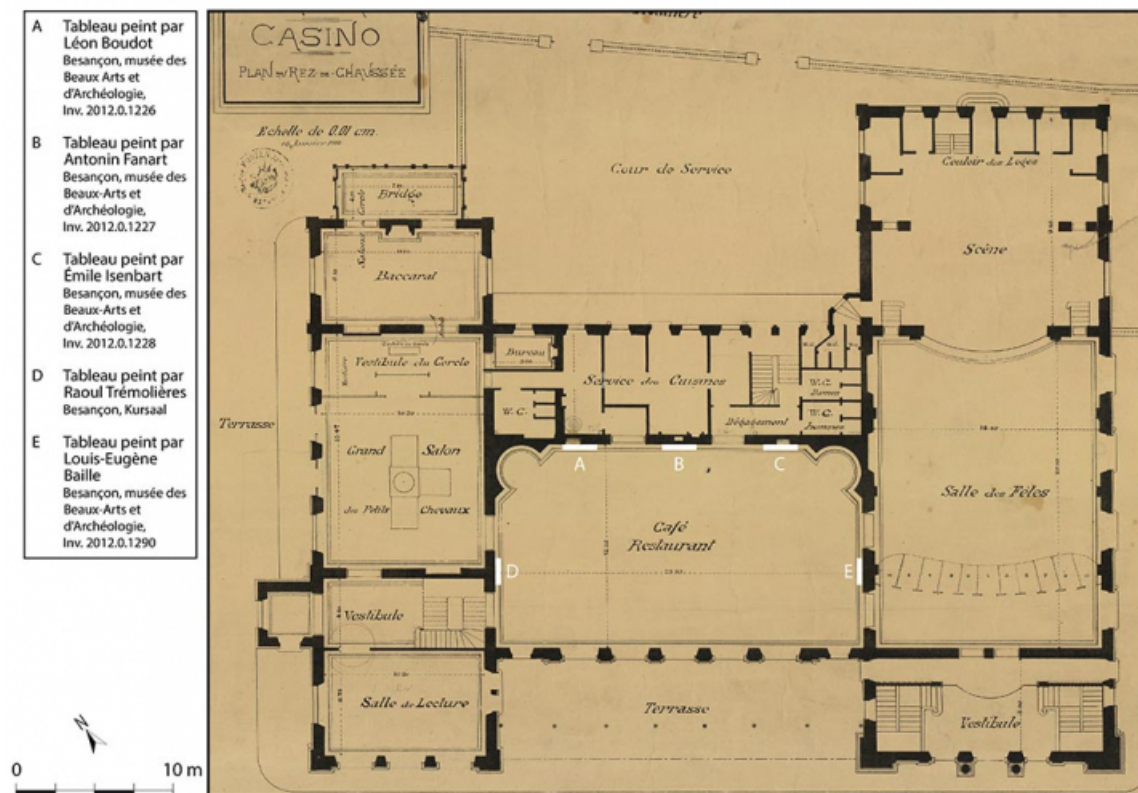 A Tableau peint par
Léon Boudot
Besançon, musée des
Beaux Arts et
d'Archéologie,
Inv. 2012.0.1226
B Tableau peint par
Antonin Fanart
Besançon, musée des
Beaux-Arts et
d'Archéologie,
Inv. 2012.0.1227
C Tableau peint par
Émile Isenbart
Besançon, musée des
Beaux-Arts et
d'Archéologie,
Inv. 2012.0.1228
D Tableau peint par
Raoul Trémolières
Besançon, Kursaal
E Tableau peint par
Louis-Eugène
Baille
Besançon, musée des
Beaux-Arts et
d'Archéologie,
Inv. 2012.0.1290
N
0 10 m
CASINO
PLAN DU REZ-DE-CHAUSSÉE
Echelle de 0.01 cm.
Cour de Service
Bridge
Salons Cercle
Baccarat
Couloir des Loges
Scène
Vestibule du Cercle
Bureau
Service des Cuisines
W.C.
W.C.
Dames
W.C.
Hommes
Dégagement
Terrasse
Grand Salon
des Petits Chevaux
A B C
Salle des Fêtes
Café
Restaurant
D E
Vestibule
Salle de Lecture
Terrasse
Vestibule